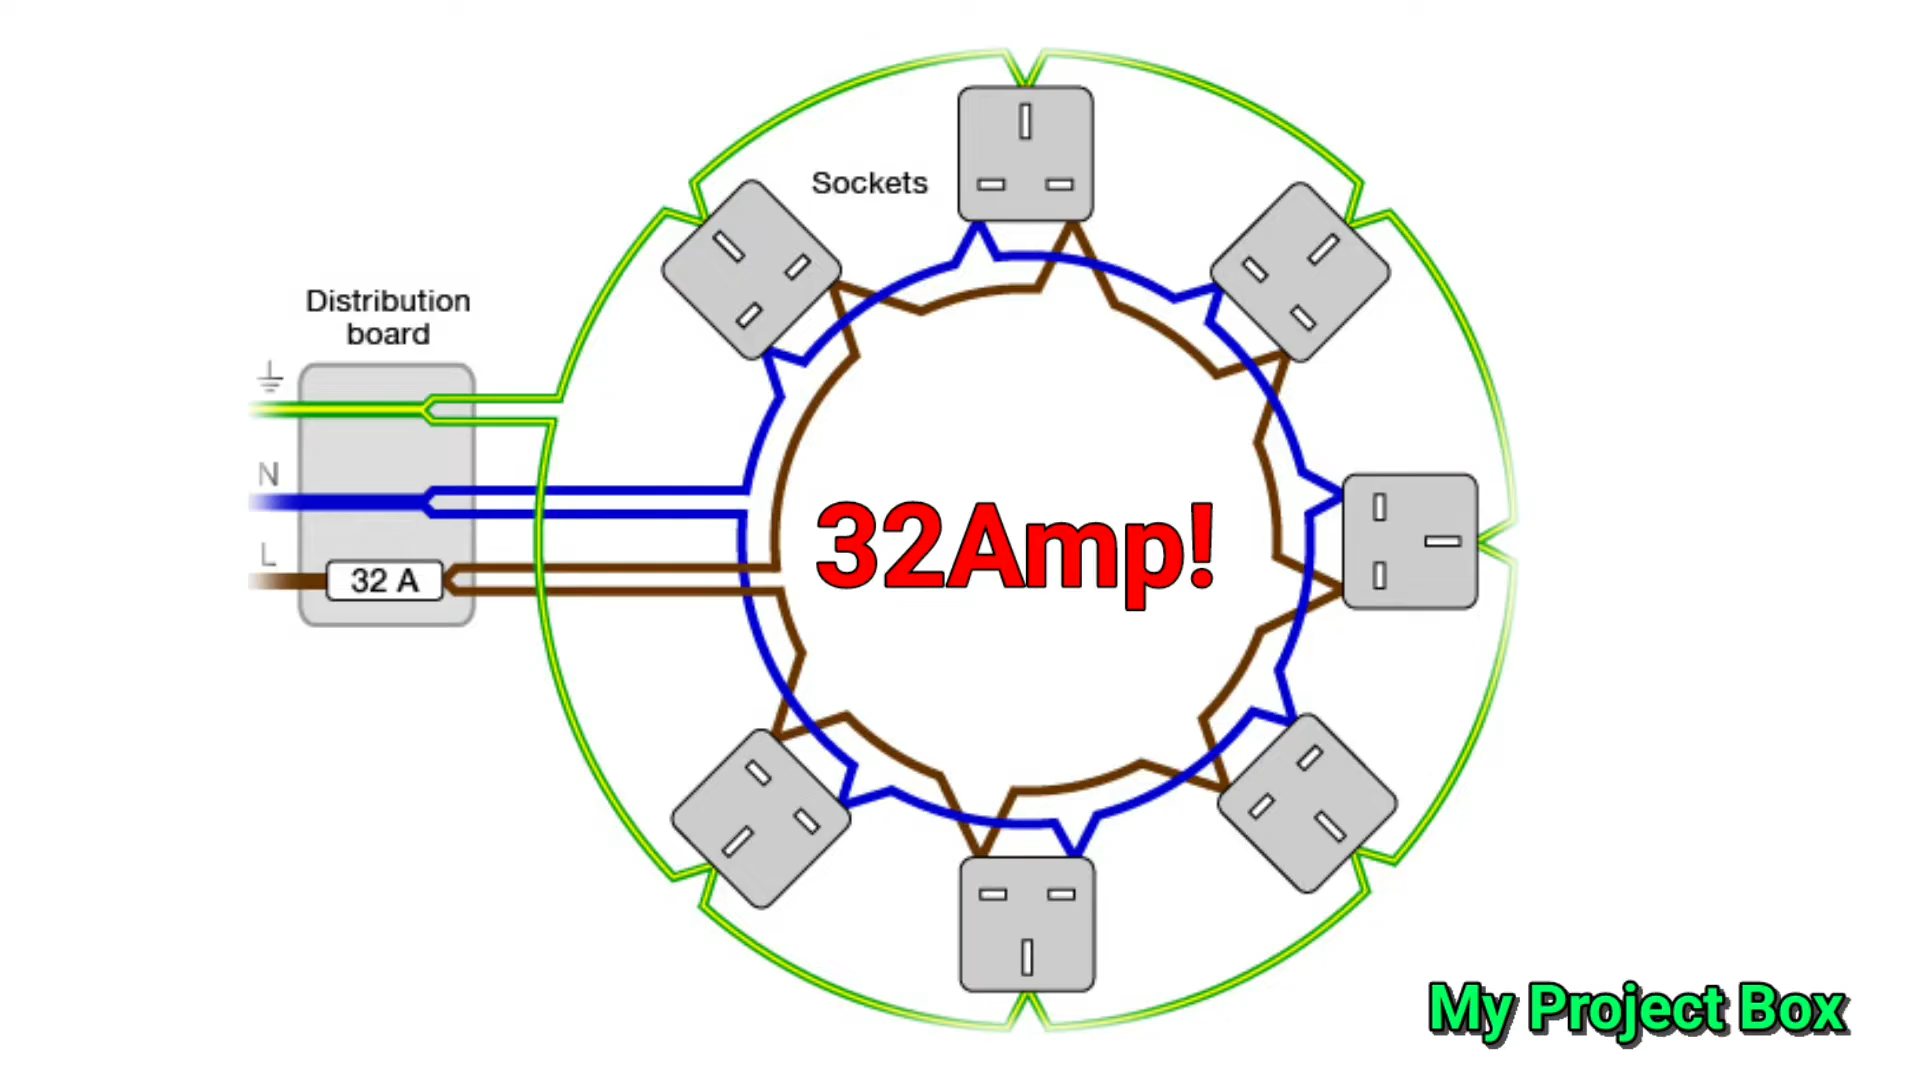 Sockets
Distribution
board
N
L
32 A
32Amp!
My Project Box